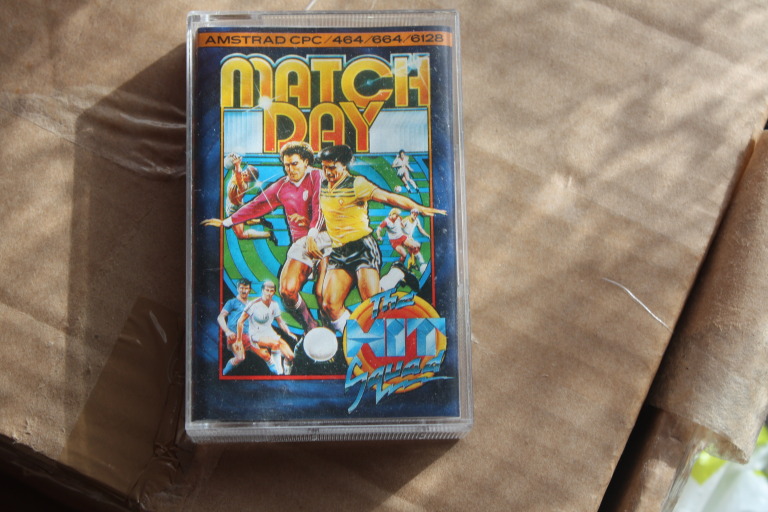 AMSTRAD CPC/464/664/6128
MATCH
DAY
The
HIT
Squad